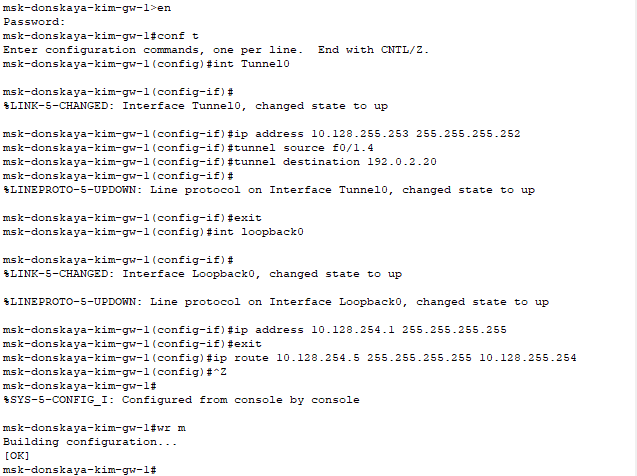 msk-donskaya-kim-gw-1>en
Password:
msk-donskaya-kim-gw-1#conf t
Enter configuration commands, one per line.  End with CNTL/Z.
msk-donskaya-kim-gw-1(config)#int Tunnel0
msk-donskaya-kim-gw-1(config-if)#
%LINK-5-CHANGED: Interface Tunnel0, changed state to up
msk-donskaya-kim-gw-1(config-if)#ip address 10.128.255.253 255.255.255.252
msk-donskaya-kim-gw-1(config-if)#tunnel source f0/1.4
msk-donskaya-kim-gw-1(config-if)#tunnel destination 192.0.2.20
msk-donskaya-kim-gw-1(config-if)#
%LINEPROTO-5-UPDOWN: Line protocol on Interface Tunnel0, changed state to up
msk-donskaya-kim-gw-1(config-if)#exit
msk-donskaya-kim-gw-1(config)#int loopback0
msk-donskaya-kim-gw-1(config-if)#
%LINK-5-CHANGED: Interface Loopback0, changed state to up
%LINEPROTO-5-UPDOWN: Line protocol on Interface Loopback0, changed state to up
msk-donskaya-kim-gw-1(config-if)#ip address 10.128.254.1 255.255.255.255
msk-donskaya-kim-gw-1(config-if)#exit
msk-donskaya-kim-gw-1(config)#ip route 10.128.254.5 255.255.255.255 10.128.255.254
msk-donskaya-kim-gw-1(config)#^Z
msk-donskaya-kim-gw-1#
%SYS-5-CONFIG_I: Configured from console by console
msk-donskaya-kim-gw-1#wr m
Building configuration...
[OK]
msk-donskaya-kim-gw-1#